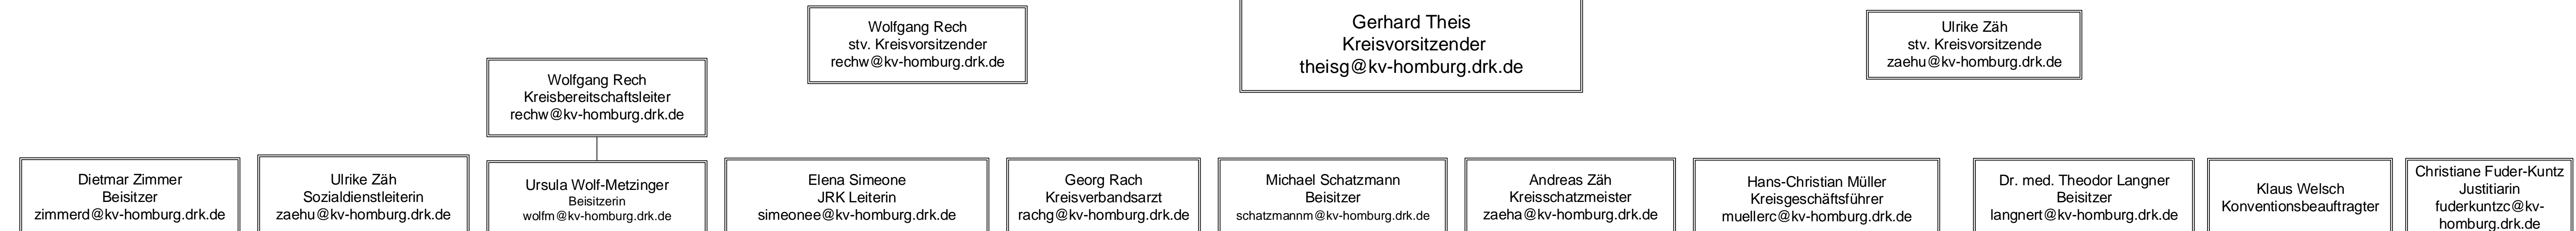 Wolfgang Rech
stv. Kreisvorsitzender
rechw@kv-homburg.drk.de
Gerhard Theis
Kreisvorsitzender
theisg@kv-homburg.drk.de
Ulrike Zäh
stv. Kreisvorsitzende
zaehu@kv-homburg.drk.de
Wolfgang Rech
Kreisbereitschaftsleiter
rechw@kv-homburg.drk.de
Dietmar Zimmer
Beisitzer
zimmerd@kv-homburg.drk.de
Ulrike Zäh
Sozialdienstleiterin
zaehu@kv-homburg.drk.de
Ursula Wolf-Metzinger
Beisitzerin
wolfm@kv-homburg.drk.de
Elena Simeone
JRK Leiterin
simeonee@kv-homburg.drk.de
Georg Rach
Kreisverbandsarzt
rachg@kv-homburg.drk.de
Michael Schatzmann
Beisitzer
schatzmannm@kv-homburg.drk.de
Andreas Zäh
Kreisschatzmeister
zaeha@kv-homburg.drk.de
Hans-Christian Müller
Kreisgeschäftsführer
muellerc@kv-homburg.drk.de
Dr. med. Theodor Langner
Beisitzer
langnert@kv-homburg.drk.de
Klaus Welsch
Konventionsbeauftragter
Christiane Fuder-Kuntz
Justitiarin
fuderkuntzc@kv-
homburg.drk.de